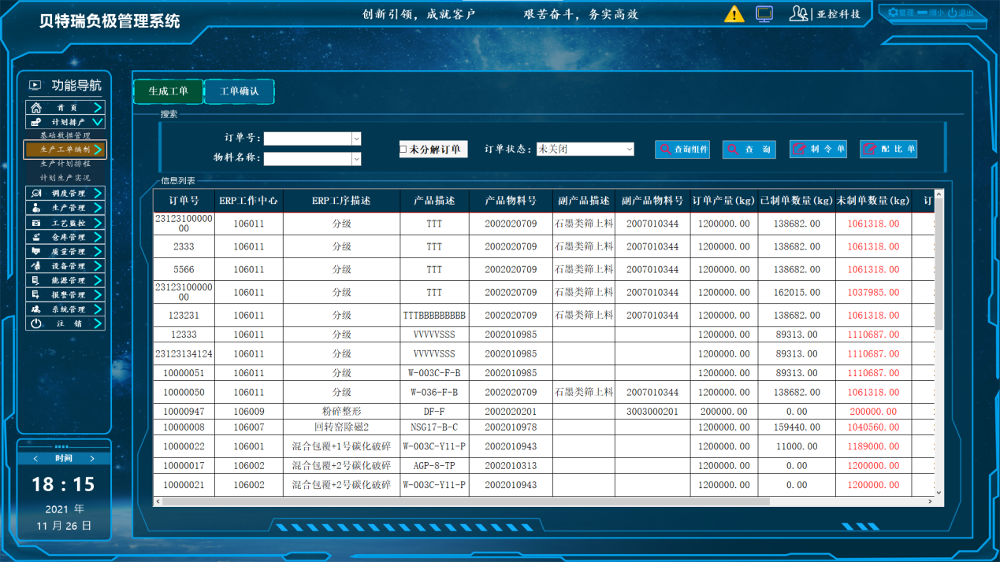 贝特瑞负极管理系统
创新引领，成就客户 艰苦奋斗，务实高效
亚控科技
管理 缩小 退出
功能导航
首 页
计划排产
基础数据管理
生产工单编制
生产计划排程
计划生产实况
调度管理
生产管理
工艺监控
仓库管理
质量管理
设备管理
能源管理
报警管理
系统管理
注 销
时间
18 : 15
2021 年
11 月 26 日
生成工单 工单确认
搜索
订单号:
物料名称:
未分解订单
订单状态: 未关闭
查询组件 查 询 制 令 单 配 比 单
信息列表
订单号 ERP工作中心 ERP工序描述 产品描述 产品物料号 副产品描述 副产品物料号 订单产量(kg) 已制单数量(kg) 未制单数量(kg) 订
2312310000000 106011 分级 TTT 2002020709 石墨类筛上料 2007010344 1200000.00 138682.00 1061318.00
2333 106011 分级 TTT 2002020709 石墨类筛上料 2007010344 1200000.00 138682.00 1061318.00
5566 106011 分级 TTT 2002020709 石墨类筛上料 2007010344 1200000.00 138682.00 1061318.00
2312310000000 106011 分级 TTT 2002020709 石墨类筛上料 2007010344 1200000.00 162015.00 1037985.00
123231 106011 分级 TTTBBBBBBBBB 2002020709 石墨类筛上料 2007010344 1200000.00 138682.00 1061318.00
12333 106011 分级 VVVVVSSS 2002010985 1200000.00 89313.00 1110687.00
23123134124 106011 分级 VVVVVSSS 2002010985 1200000.00 89313.00 1110687.00
10000051 106011 分级 W-003C-F-B 2002010985 1200000.00 89313.00 1110687.00
10000050 106011 分级 W-036-F-B 2002020709 石墨类筛上料 2007010344 1200000.00 138682.00 1061318.00
10000947 106009 粉碎整形 DF-F 2002020201 3003000201 200000.00 0.00 200000.00
10000008 106007 回转窑除磁2 NSG17-B-C 2002010978 1200000.00 159440.00 1040560.00
10000022 106001 混合包覆+1号碳化破碎 W-003C-Y11-P 2002010943 1200000.00 11000.00 1189000.00
10000017 106002 混合包覆+2号碳化破碎 AGP-8-TP 2002010313 1200000.00 0.00 1200000.00
10000021 106002 混合包覆+2号碳化破碎 W-003C-Y11-P 2002010943 1200000.00 0.00 1200000.00